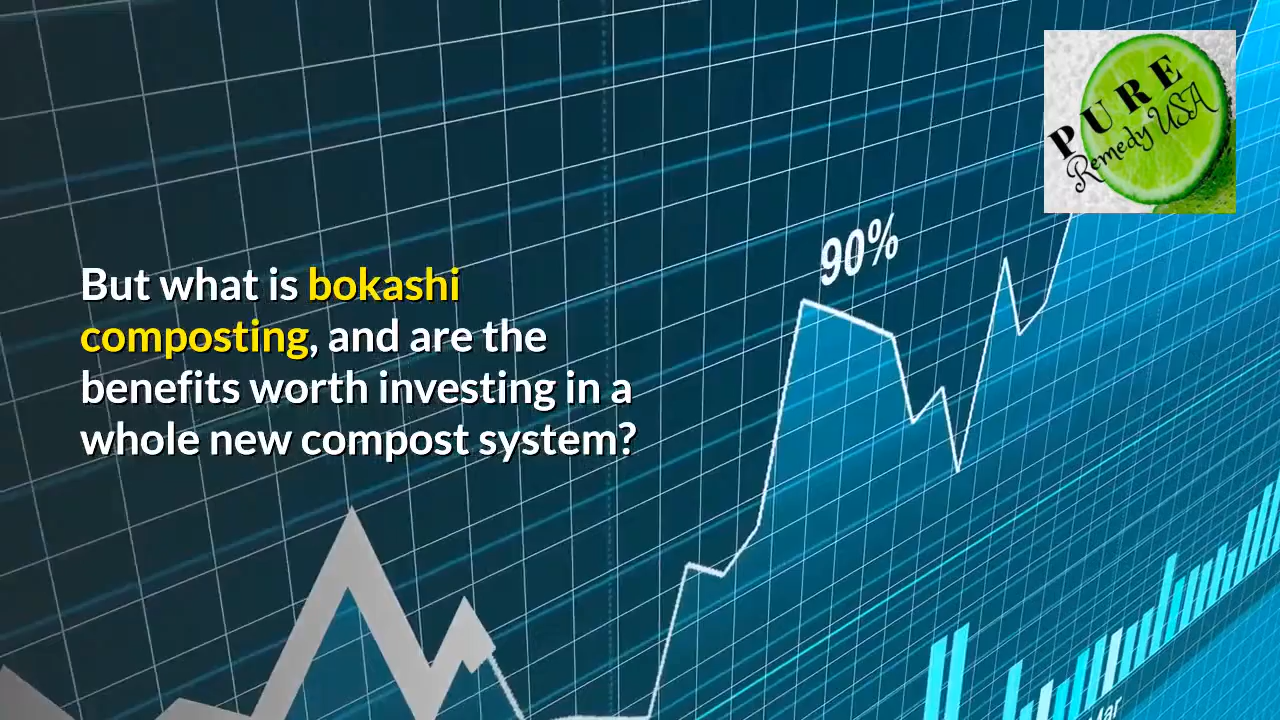 PURE
Remedy USA
90%
But what is bokashi
composting, and are the
benefits worth investing in a
whole new compost system?
Mar